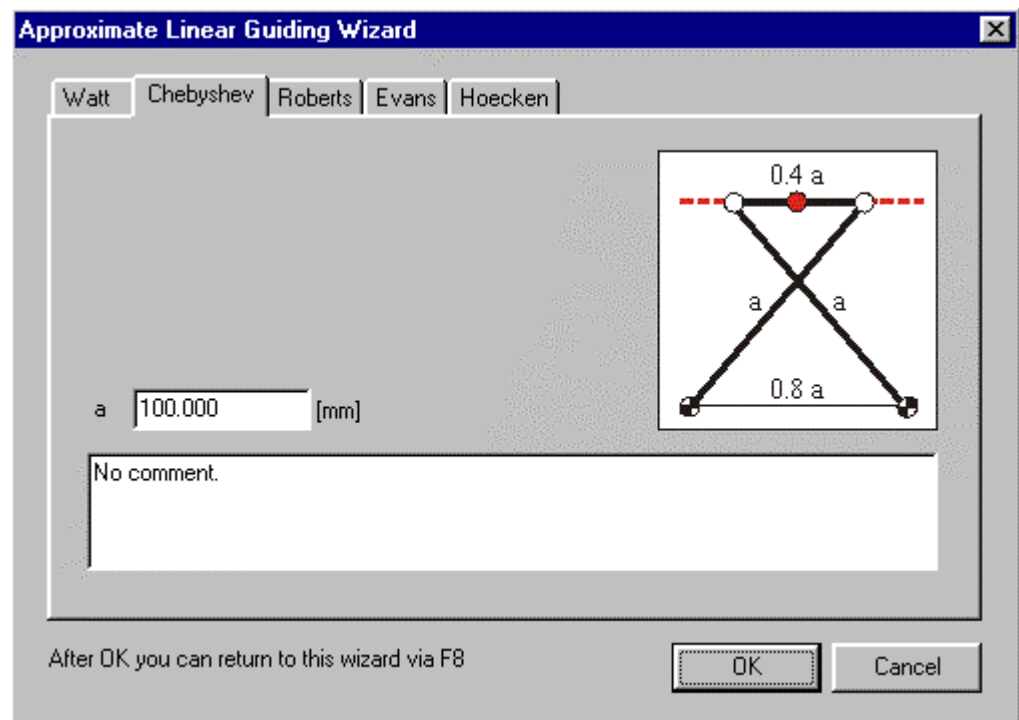 Approximate Linear Guiding Wizard
Watt Chebyshev Roberts Evans Hoecken
0.4 a
a a
0.8 a
a 100.000 [mm]
No comment.
After OK you can return to this wizard via F8
OK Cancel